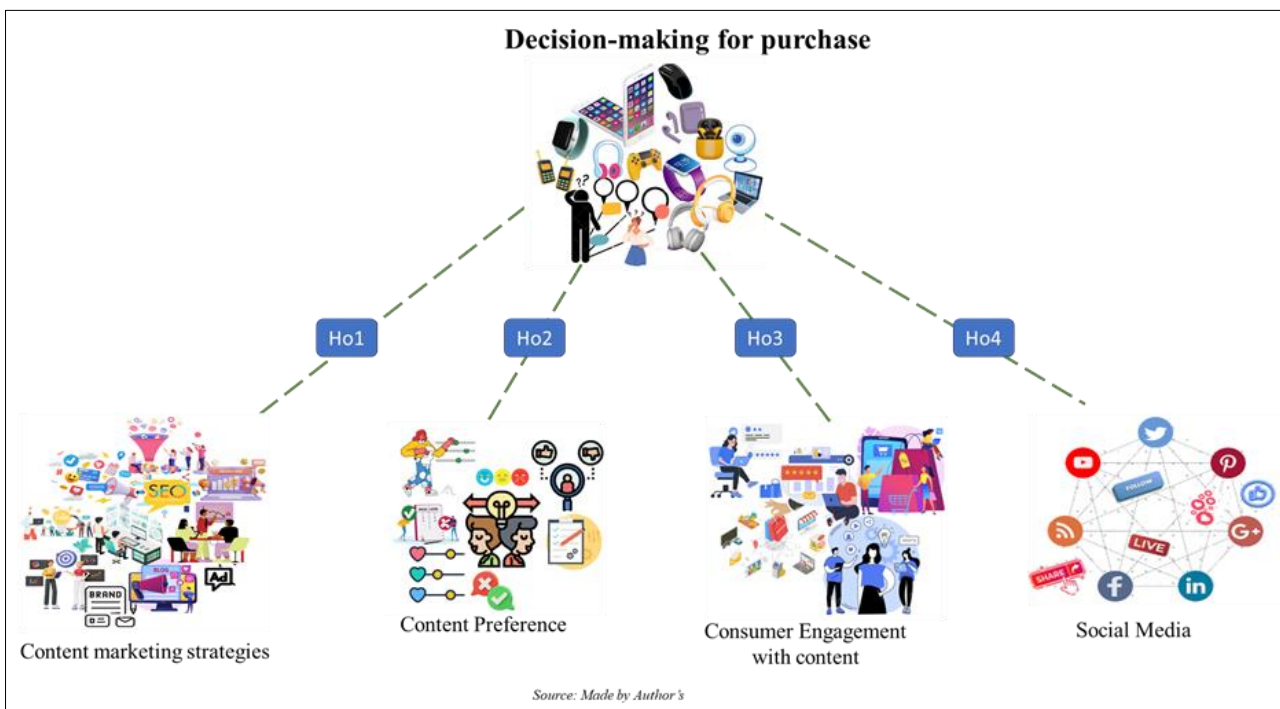 Decision-making for purchase
??
Ho1
Ho2
Ho3
Ho4
SEO
BLOG
Ad
BRAND
FOLLOW
LIVE
SHARE
G+
in
f
Content marketing strategies
Content Preference
Consumer Engagement
with content
Social Media
Source: Made by Author's